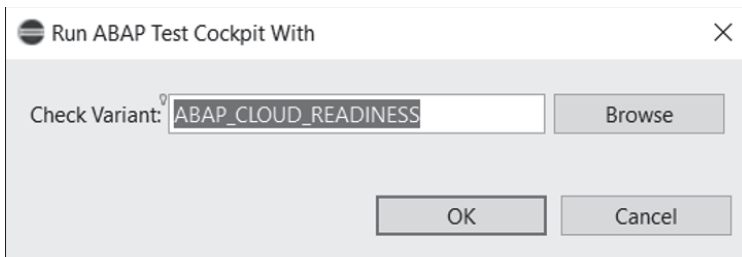 Run ABAP Test Cockpit With
Check Variant: ABAP_CLOUD_READINESS Browse
OK Cancel